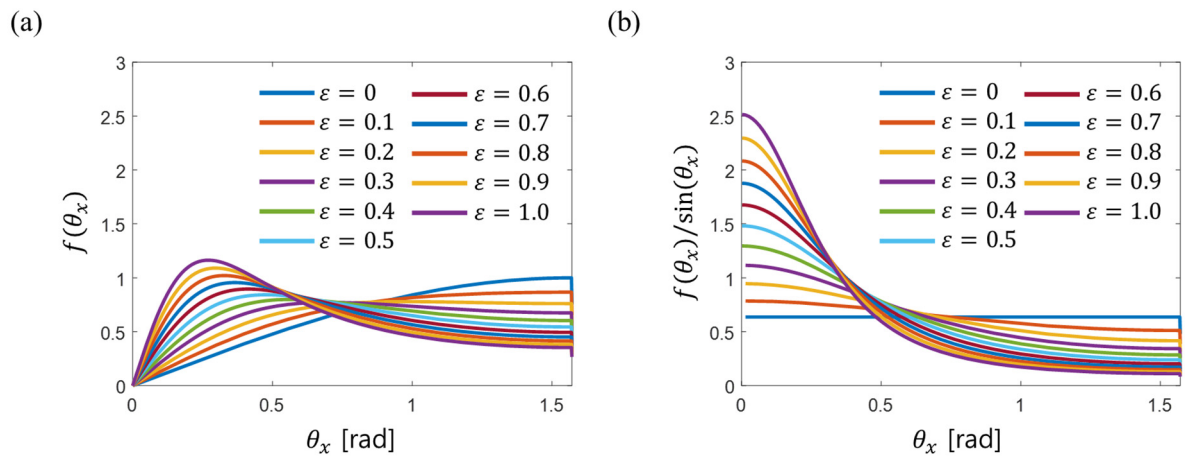 (a)
f(θₓ)
3
2.5
2
1.5
1
0.5
0
ε = 0
ε = 0.1
ε = 0.2
ε = 0.3
ε = 0.4
ε = 0.5
ε = 0.6
ε = 0.7
ε = 0.8
ε = 0.9
ε = 1.0
0 0.5 1 1.5
θₓ [rad]
(b)
f(θₓ)/sin(θₓ)
3
2.5
2
1.5
1
0.5
0
ε = 0
ε = 0.1
ε = 0.2
ε = 0.3
ε = 0.4
ε = 0.5
ε = 0.6
ε = 0.7
ε = 0.8
ε = 0.9
ε = 1.0
0 0.5 1 1.5
θₓ [rad]